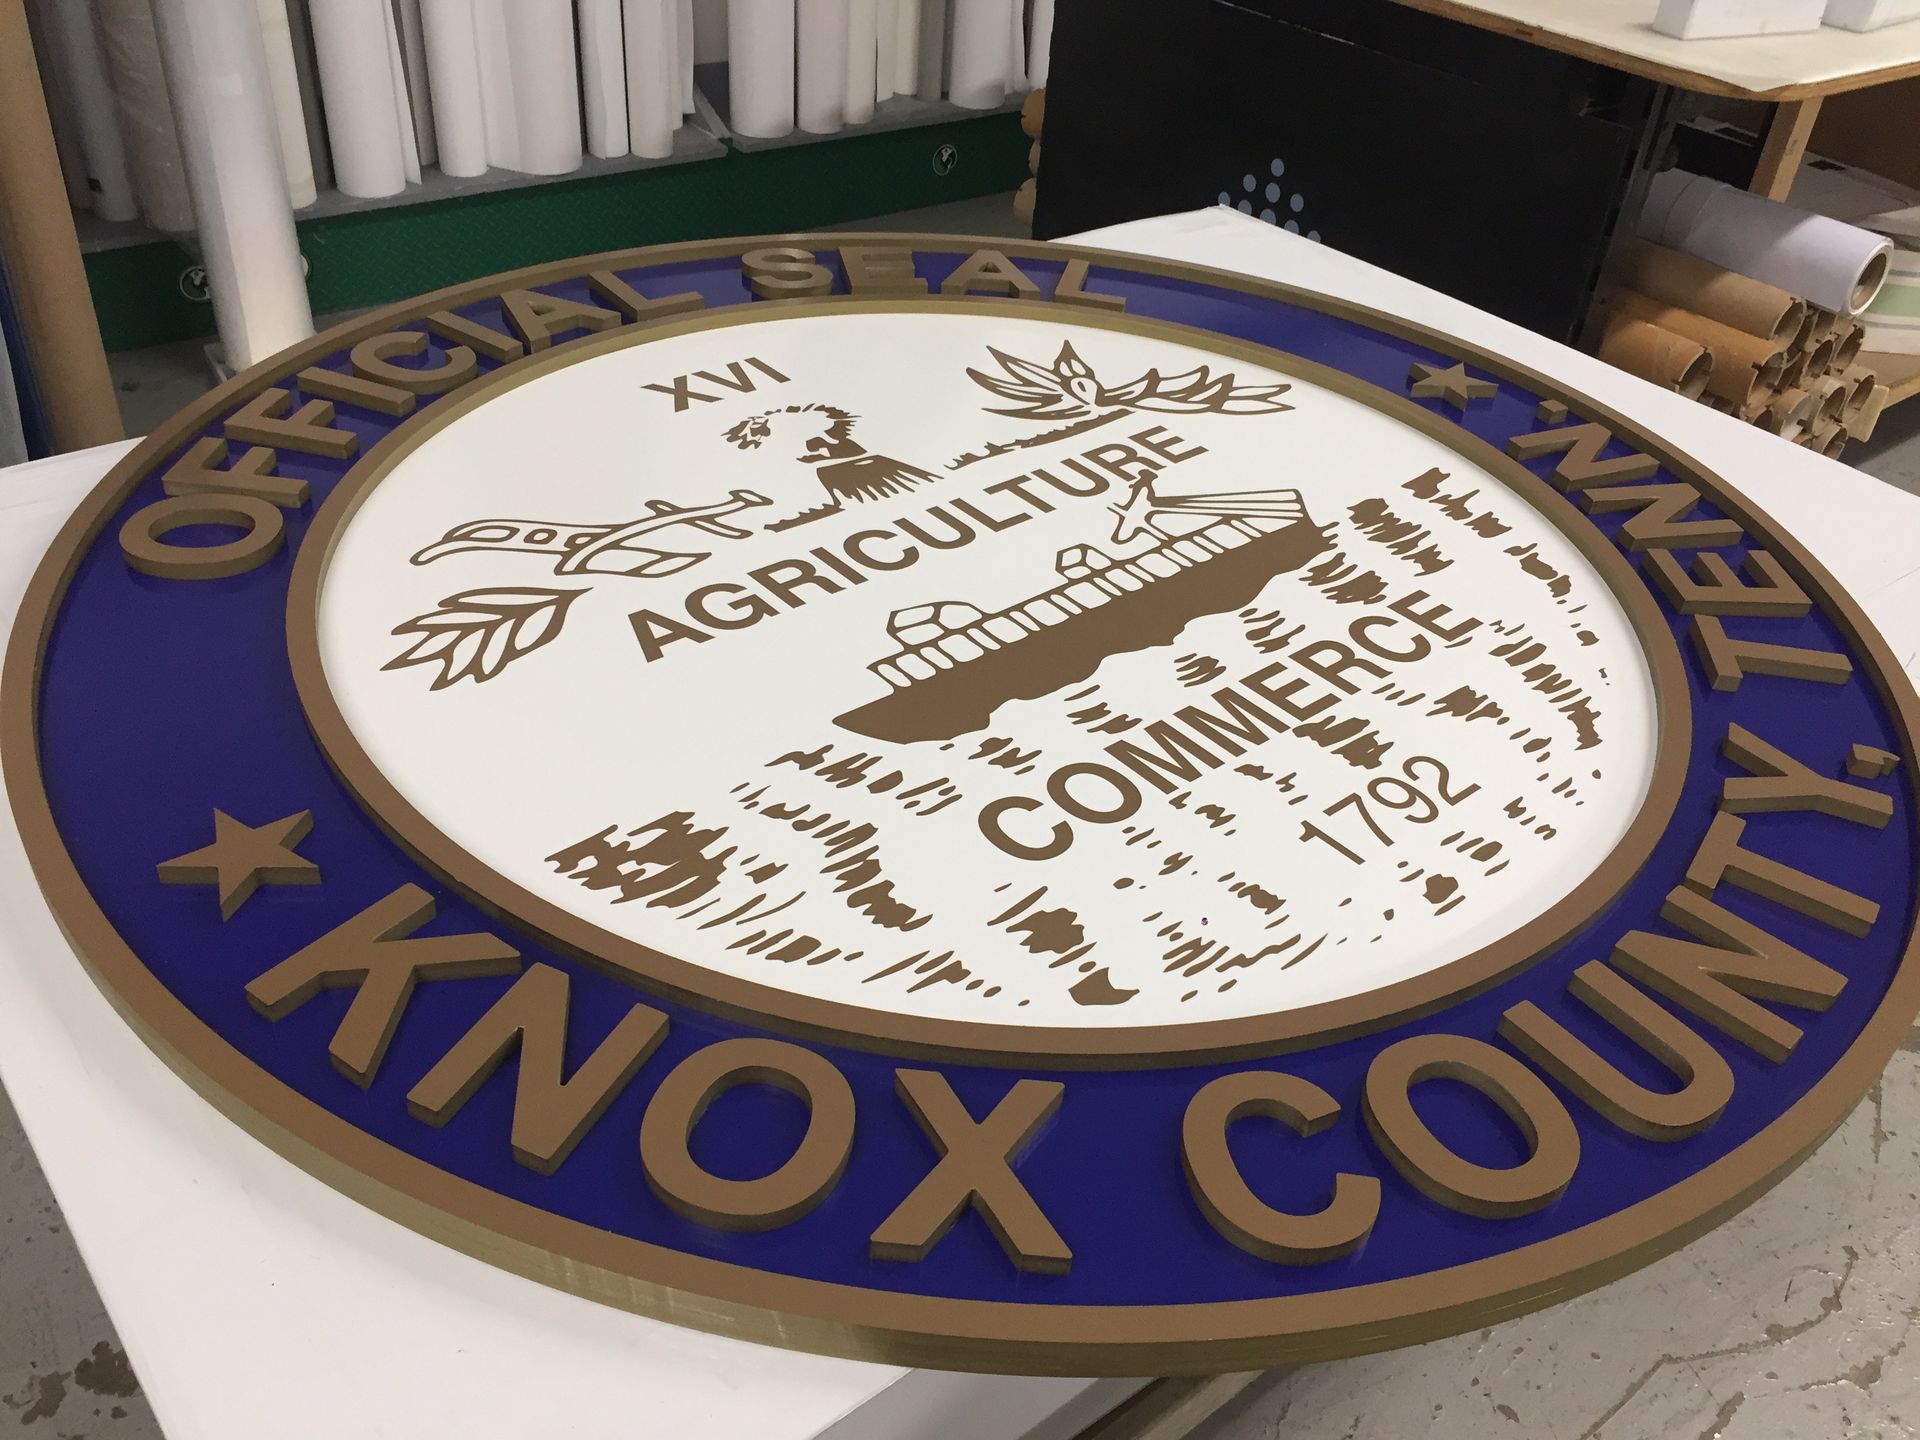 OFFICIAL SEAL
XVI
AGRICULTURE
COMMERCE
1792
KNOX COUNTY, TENN.